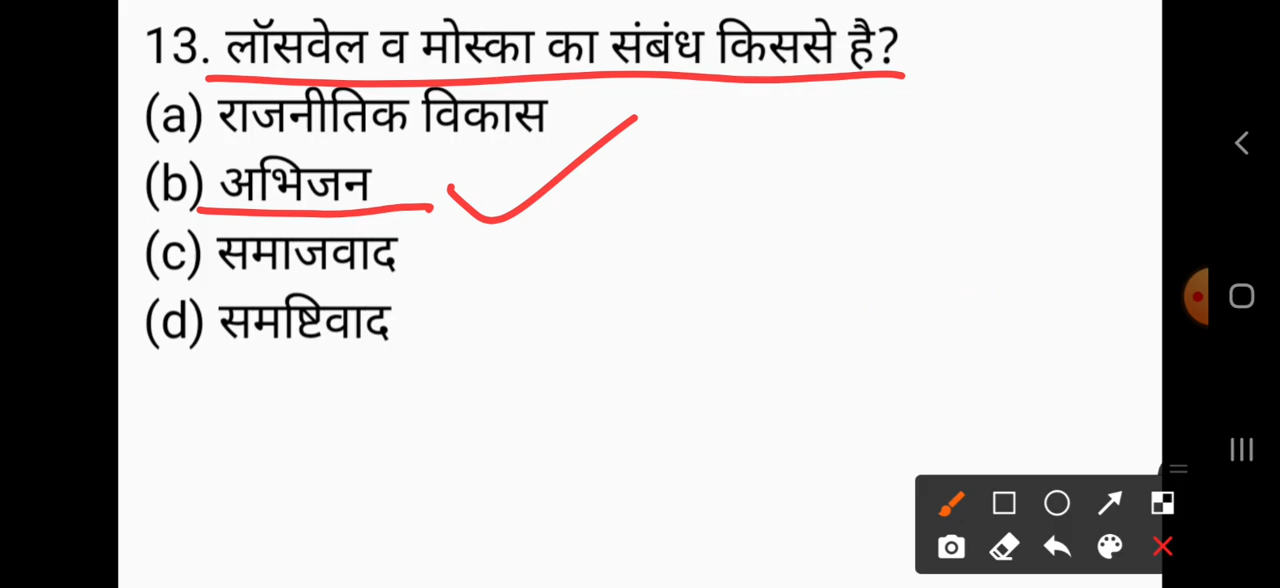 13. लॉसवेल व मोस्का का संबंध किससे है?
(a) राजनीतिक विकास
(b) अभिजन
(c) समाजवाद
(d) समष्टिवाद